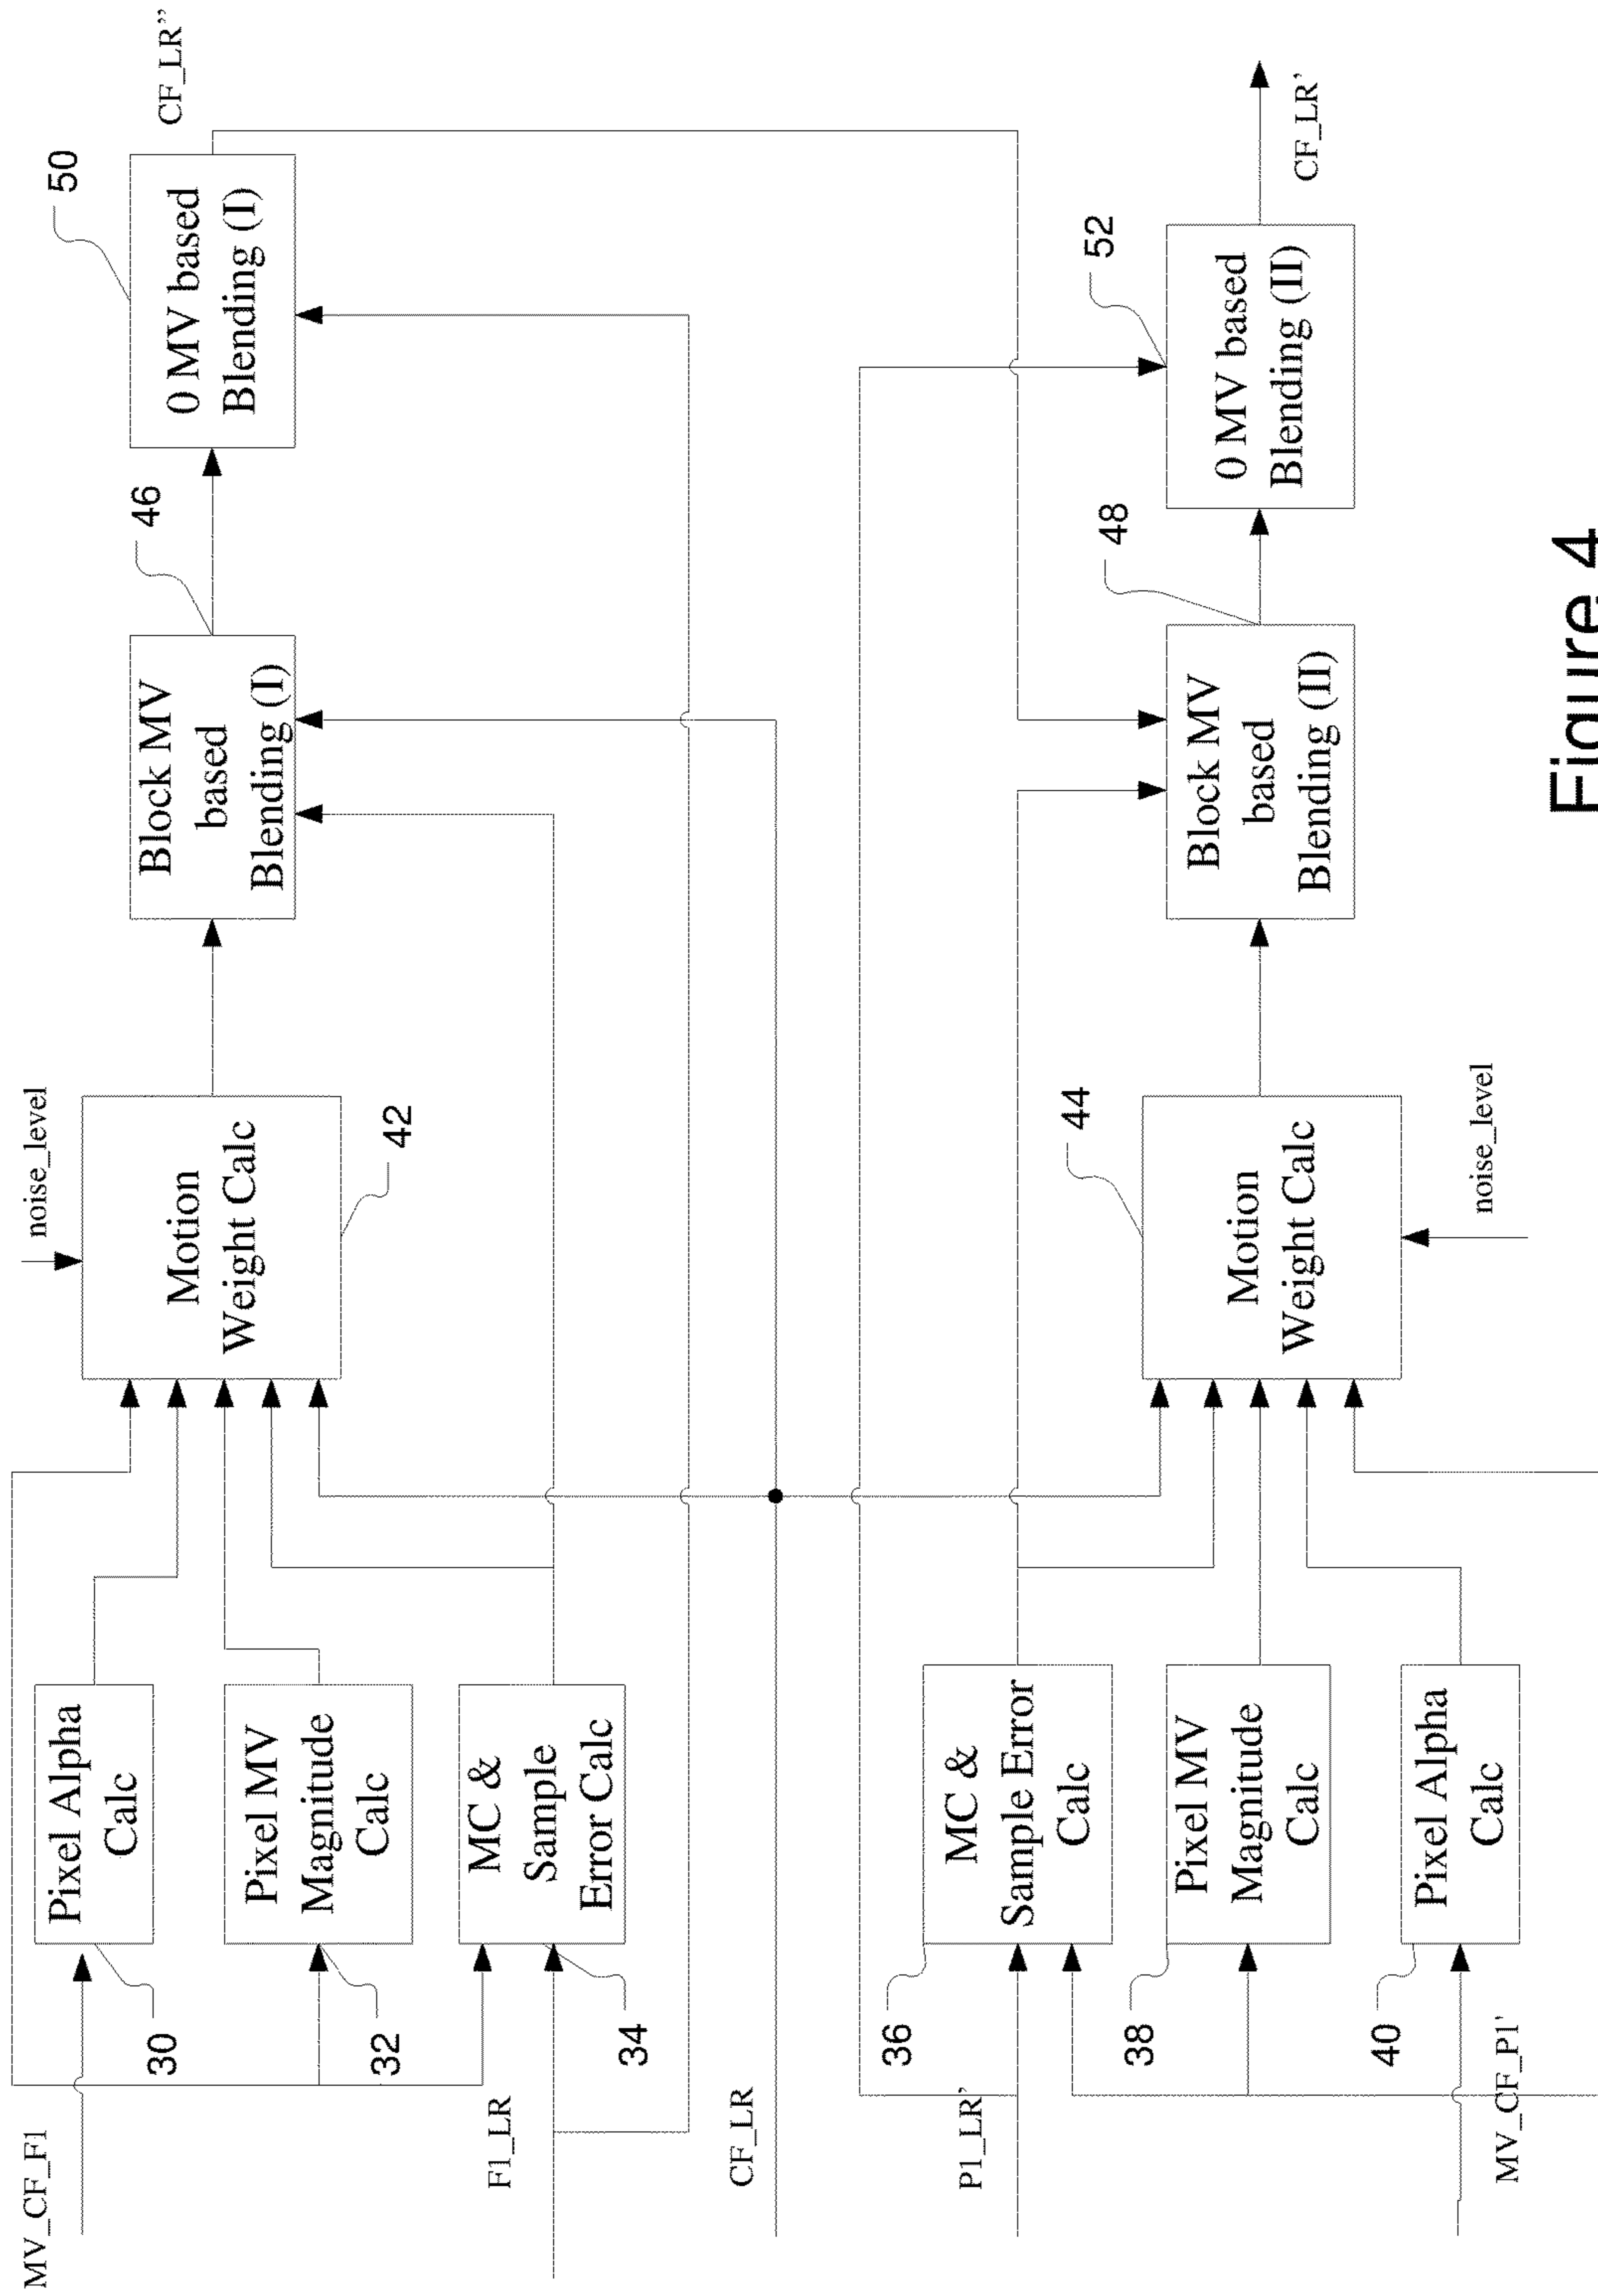 MV_CF_F1
Pixel Alpha
Calc
30
Pixel MV
Magnitude
Calc
32
MC &
Sample
Error Calc
34
F1_LR
CF_LR
noise_level
Motion
Weight Calc
42
Block MV
based
Blending (I)
46
0 MV based
Blending (I)
50
CF_LR”
P1_LR’
MC &
Sample Error
Calc
36
Pixel MV
Magnitude
Calc
38
Pixel Alpha
Calc
40
MV_CF_P1'
Motion
Weight Calc
44
noise_level
Block MV
based
Blending (II)
48
0 MV based
Blending (II)
52
CF_LR’
Figure 4